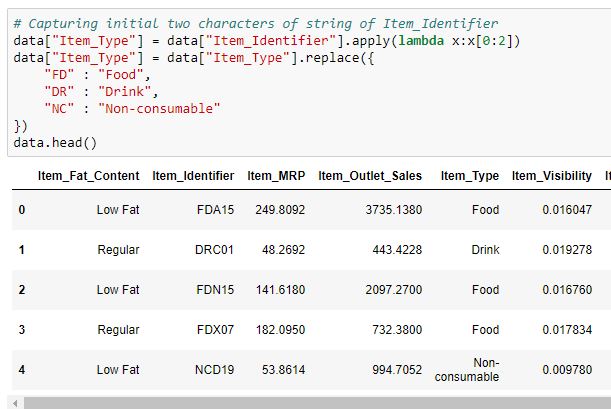 # Capturing initial two characters of string of Item_Identifier
data["Item_Type"] = data["Item_Identifier"].apply(lambda x:x[0:2])
data["Item_Type"] = data["Item_Type"].replace({
    "FD" : "Food",
    "DR" : "Drink",
    "NC" : "Non-consumable"
})
data.head()
Item_Fat_Content Item_Identifier Item_MRP Item_Outlet_Sales Item_Type Item_Visibility
0 Low Fat FDA15 249.8092 3735.1380 Food 0.016047
1 Regular DRC01 48.2692 443.4228 Drink 0.019278
2 Low Fat FDN15 141.6180 2097.2700 Food 0.016760
3 Regular FDX07 182.0950 732.3800 Food 0.017834
4 Low Fat NCD19 53.8614 994.7052 Non-consumable 0.009780